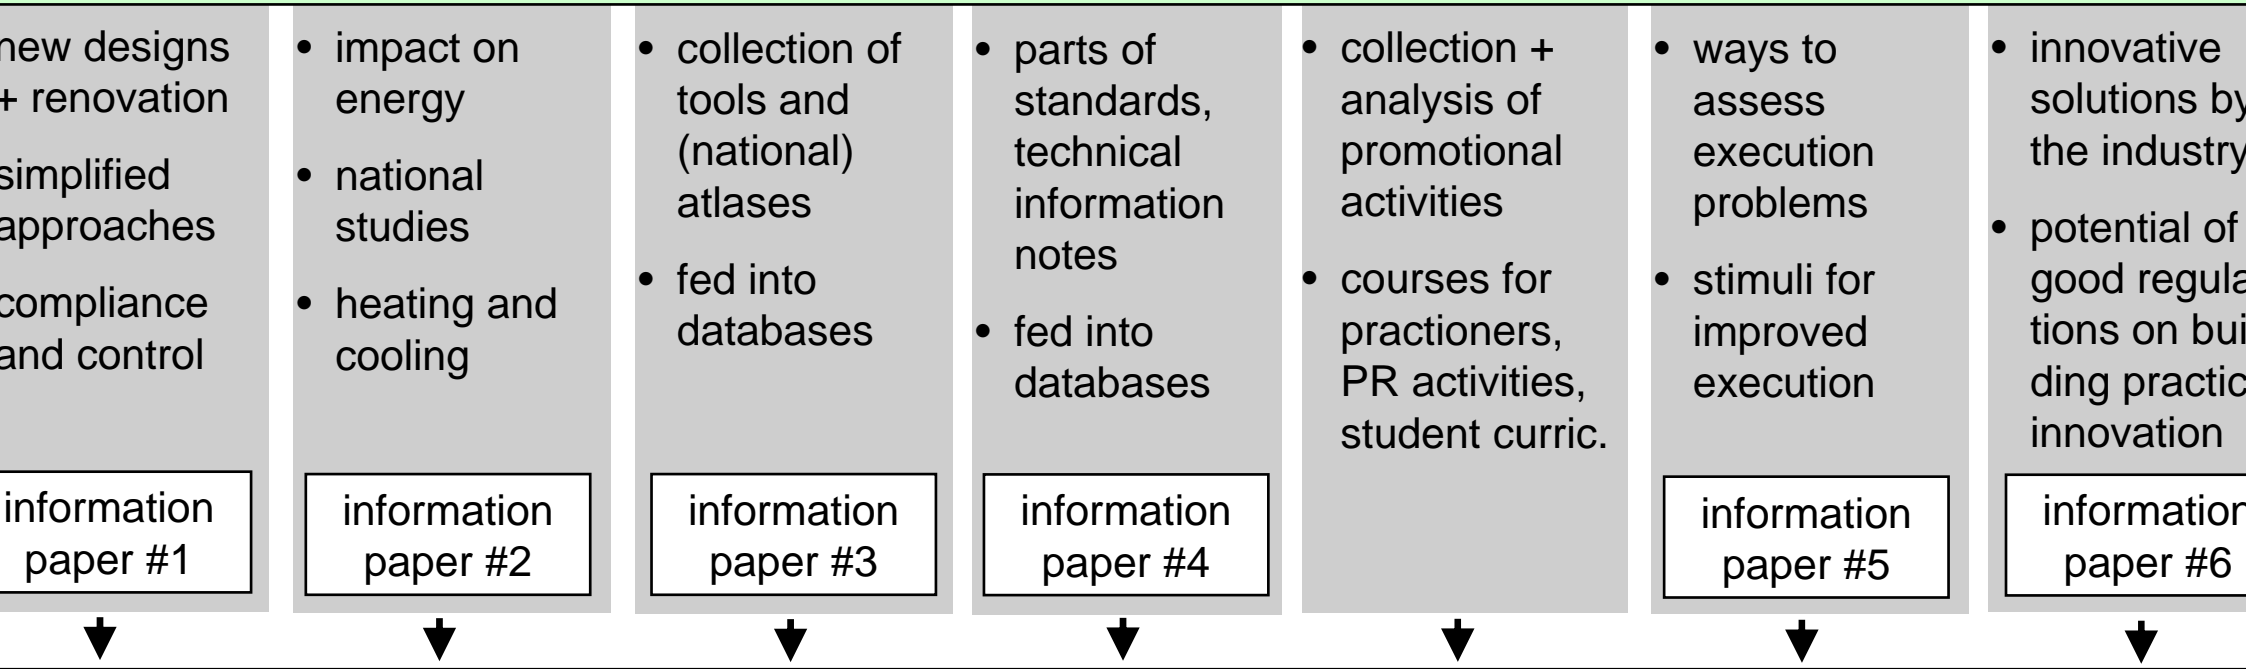 new designs
+ renovation
simplified
approaches
compliance
and control
information
paper #1
• impact on
energy
• national
studies
• heating and
cooling
information
paper #2
• collection of
tools and
(national)
atlases
• fed into
databases
information
paper #3
• parts of
standards,
technical
information
notes
• fed into
databases
information
paper #4
• collection +
analysis of
promotional
activities
• courses for
practioners,
PR activities,
student curric.
• ways to
assess
execution
problems
• stimuli for
improved
execution
information
paper #5
• innovative
solutions by
the industry
• potential of
good regula
tions on bui
ding practic
innovation
information
paper #6